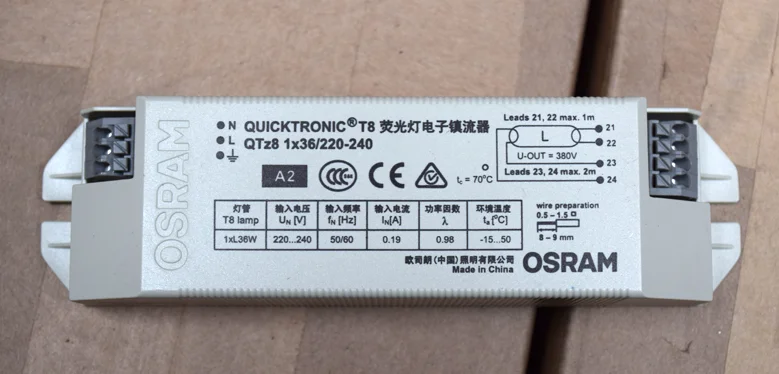 OSRAM
N
L
QUICKTRONIC®T8 荧光灯电子镇流器
QTz8 1x36/220-240
A2
CCC
CE
tc = 70°C
Leads 21, 22 max. 1m
21
L
22
U-OUT = 380V
23
Leads 23, 24 max. 2m
24
灯管 输入电压 输入频率 输入电流 功率因数 环境温度
T8 lamp UN [V] fN [Hz] IN[A] λ ta [°C]
1xL36W 220...240 50/60 0.19 0.98 -15...50
wire preparation
0.5 – 1.5
8 – 9 mm
欧司朗(中国)照明有限公司
Made in China
OSRAM